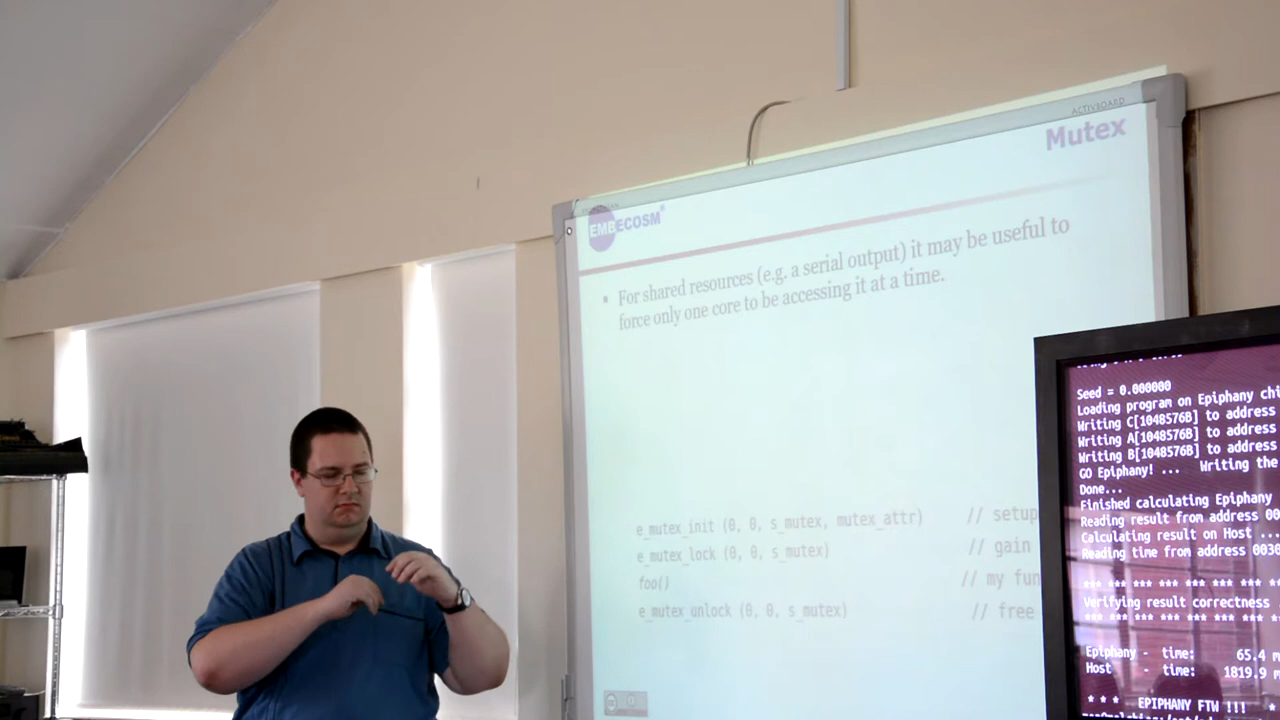 ACTIVBOARD
Mutex
EMBECOSM®
▪ For shared resources (e.g. a serial output) it may be useful to
force only one core to be accessing it at a time.
e_mutex_init (0, 0, s_mutex, mutex_attr) // setup
e_mutex_lock (0, 0, s_mutex) // gain
foo() // my fun
e_mutex_unlock (0, 0, s_mutex) // free
Seed = 0.000000
Loading program on Epiphany chi
Writing C[1048576B] to address
Writing A[1048576B] to address
Writing B[1048576B] to address
GO Epiphany! ... Writing the
Done...
Finished calculating Epiphany
Reading result from address 00
Calculating result on Host ...
Reading time from address 0030
*** *** *** *** *** *** *** *
Verifying result correctness
*** *** *** *** *** *** *** *
Epiphany - time: 65.4 m
Host - time: 1819.9 m
* * * EPIPHANY FTW !!! *